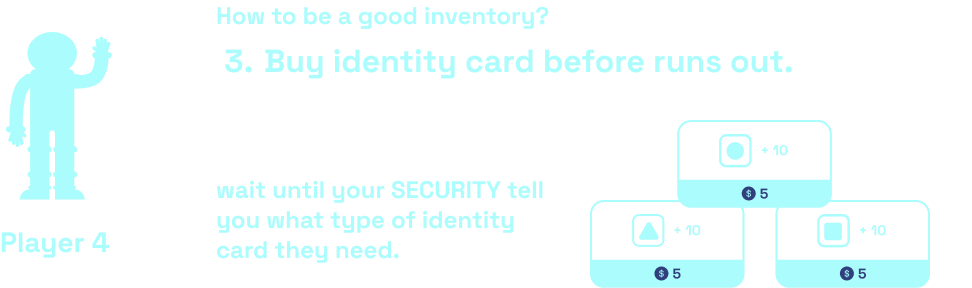 How to be a good inventory?
3. Buy identity card before runs out.
wait until your SECURITY tell
you what type of identity
card they need.
Player 4
+ 10
$ 5
+ 10
$ 5
+ 10
$ 5